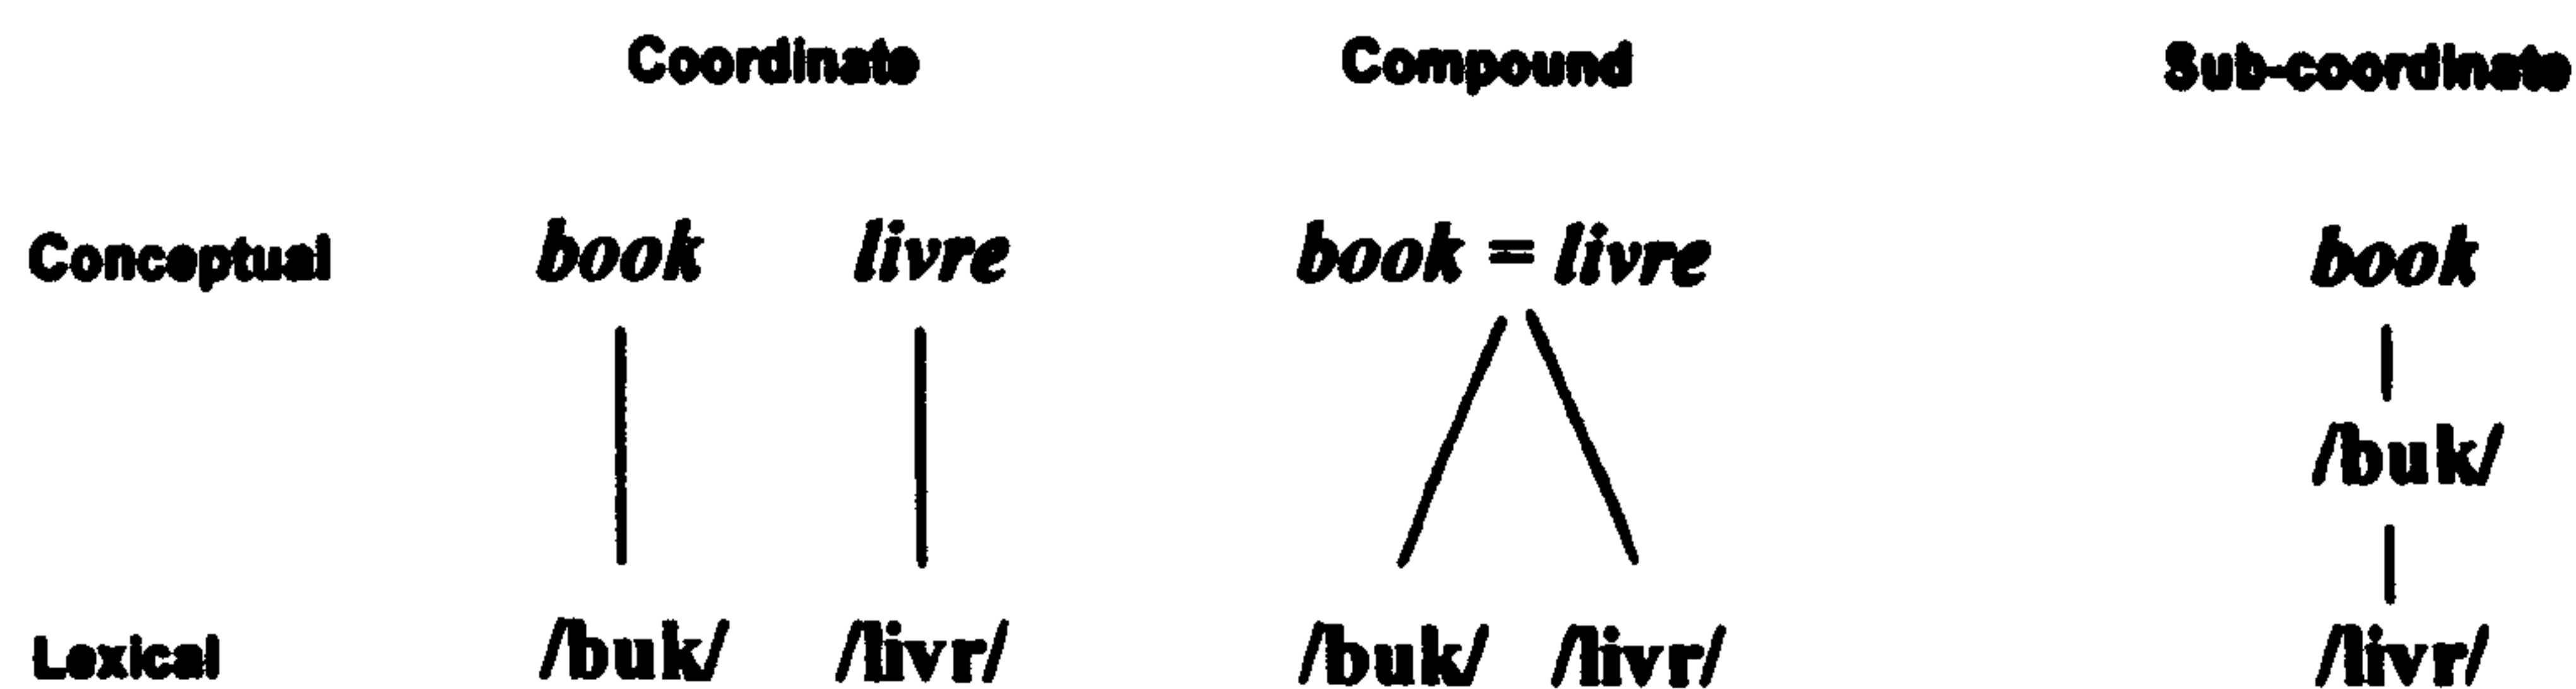 Coordinate Compound Sub-coordinate
Conceptual book livre book = livre book
/buk/
Lexical /buk/ /livr/ /buk/ /livr/ /livr/